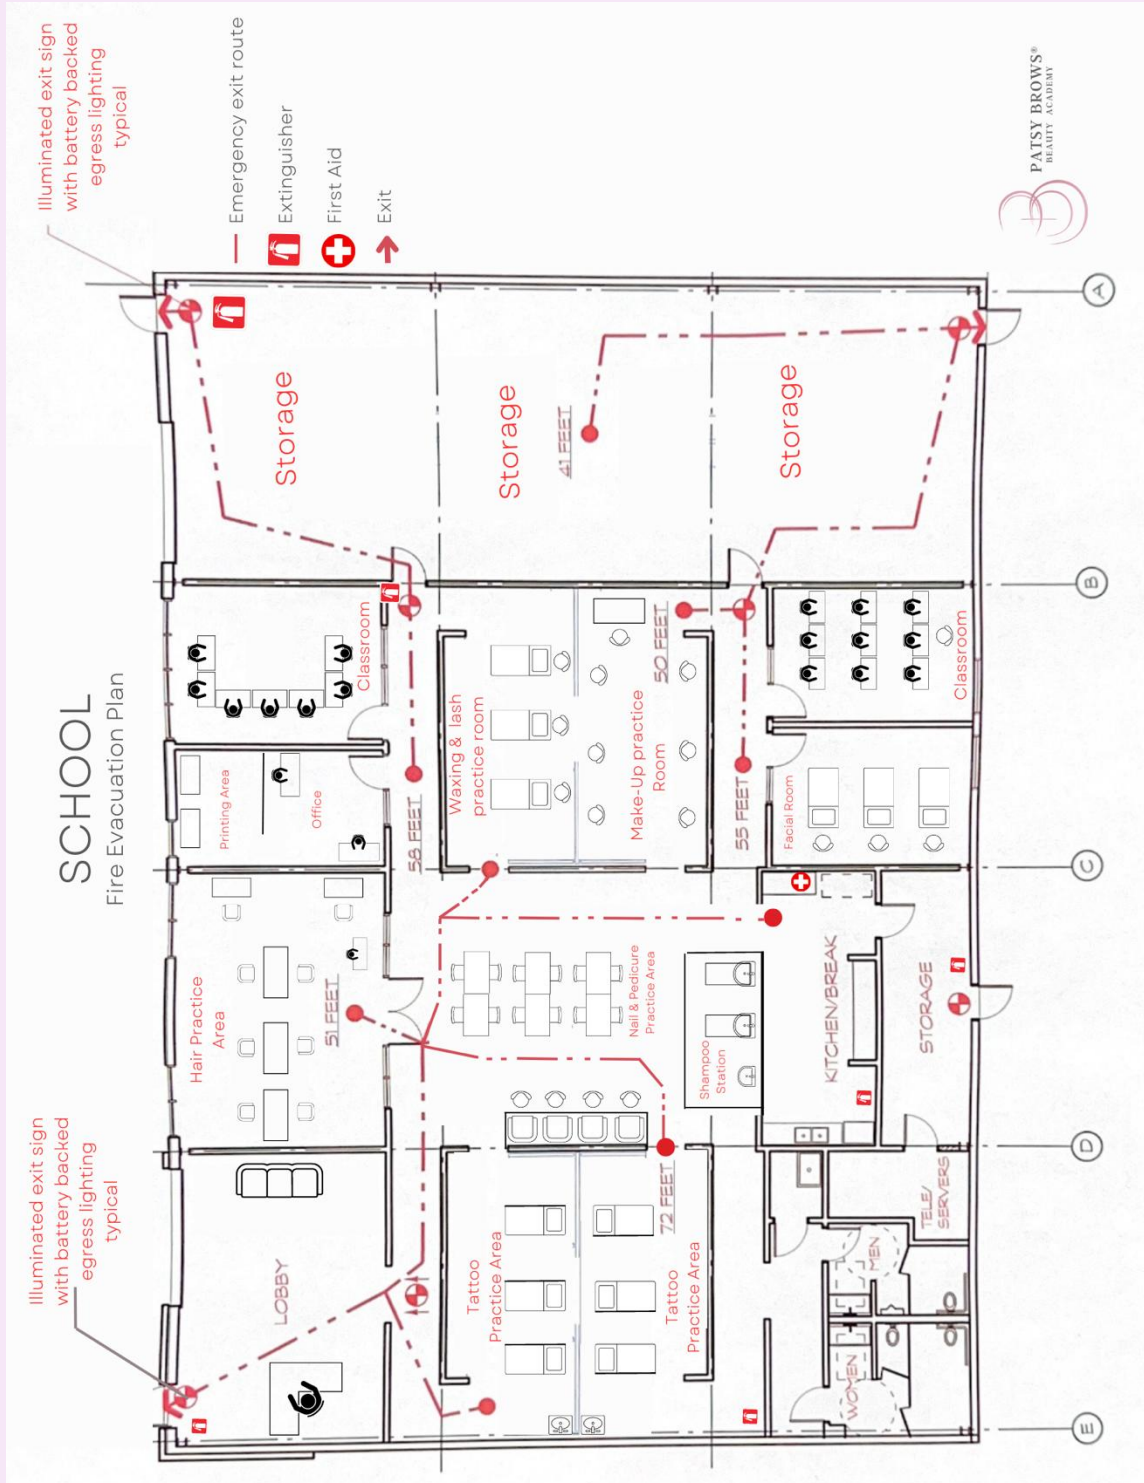 SCHOOL
Fire Evacuation Plan
Illuminated exit sign
with battery backed
egress lighting
typical
Illuminated exit sign
with battery backed
egress lighting
typical
Emergency exit route
Extinguisher
First Aid
Exit
PATSY BROWS®
BEAUTY ACADEMY
LOBBY
Hair Practice
Area
51 FEET
Printing Area
Office
Classroom
58 FEET
Storage
Storage
Storage
41 FEET
Tattoo
Practice Area
Tattoo
Practice Area
72 FEET
Nail & Pedicure
Practice Area
Shampoo
Station
Waxing & lash
practice room
Make-Up practice
Room
50 FEET
55 FEET
Facial Room
Classroom
KITCHEN/BREAK
STORAGE
TELE/
SERVERS
MEN
WOMEN
E
D
C
B
A